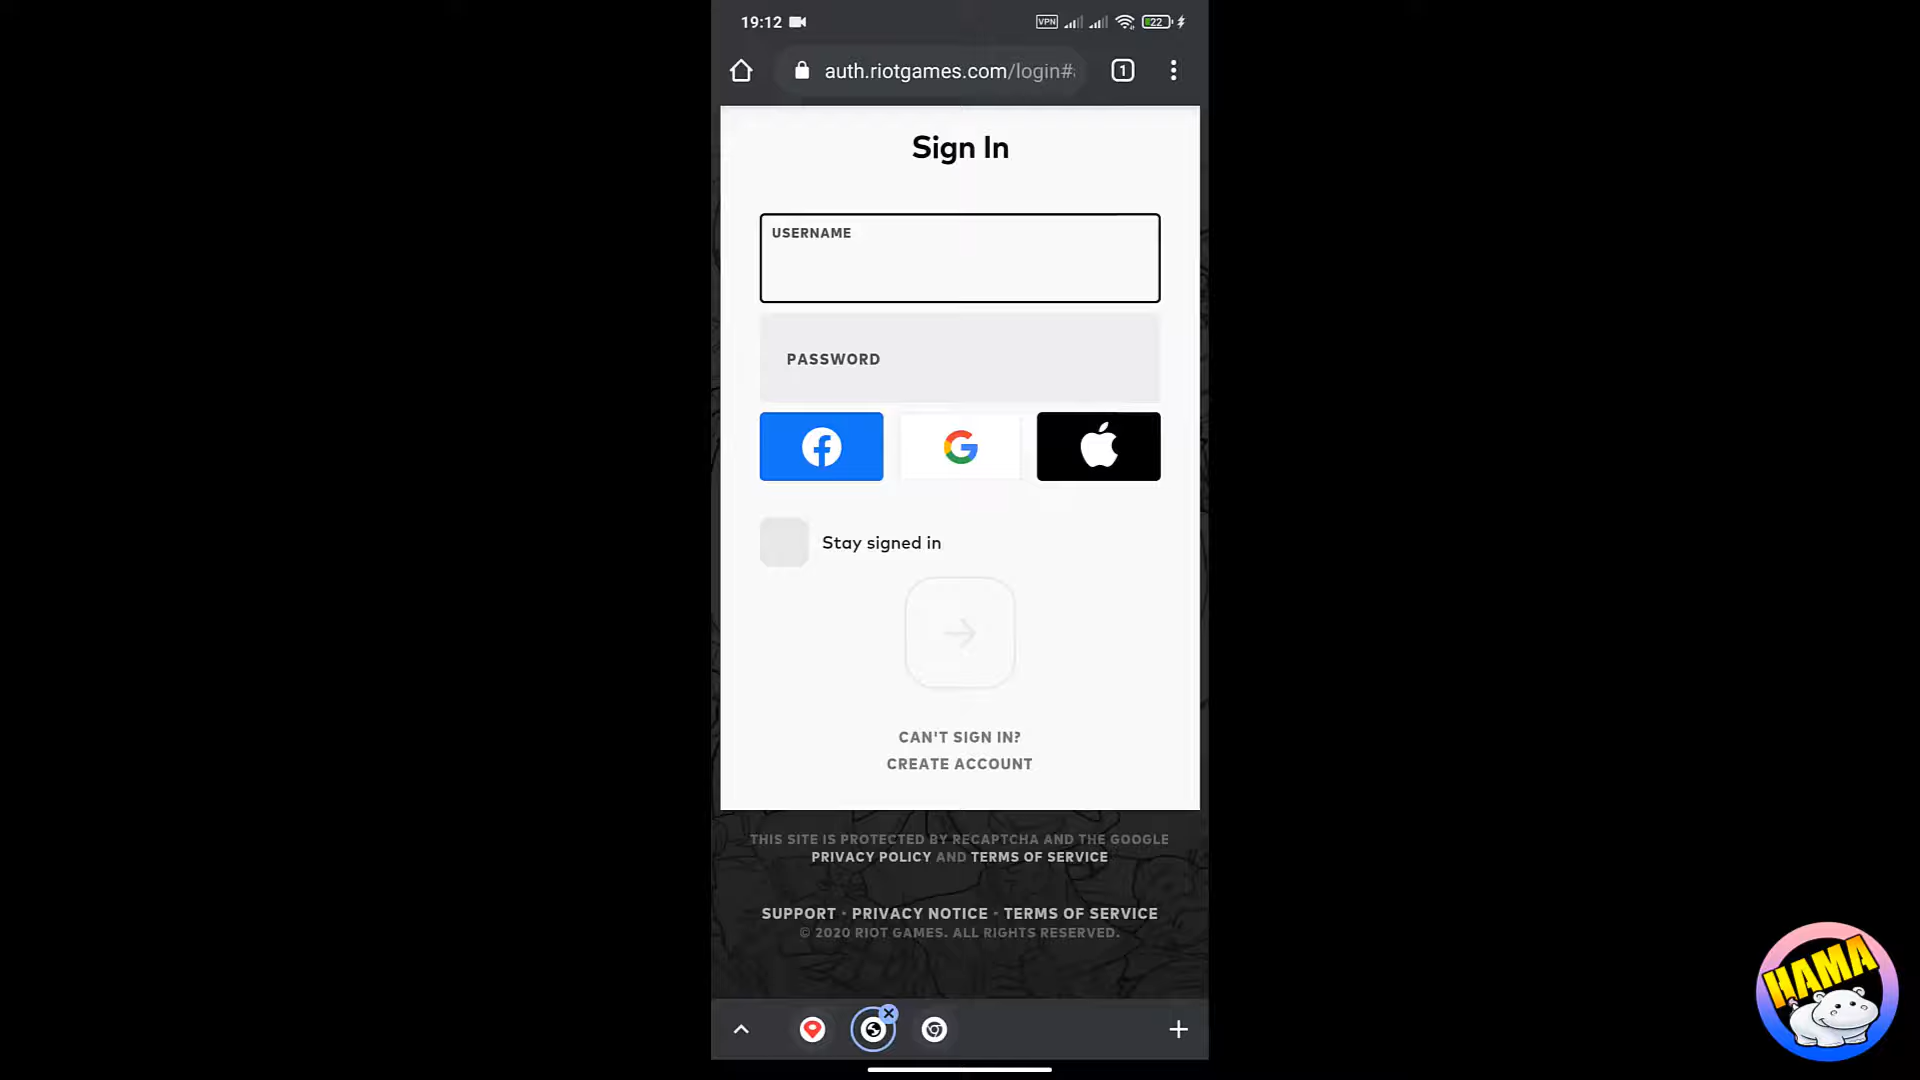 19:12
VPN
22
auth.riotgames.com/login#
1
Sign In
USERNAME
PASSWORD
Stay signed in
CAN'T SIGN IN?
CREATE ACCOUNT
THIS SITE IS PROTECTED BY RECAPTCHA AND THE GOOGLE
PRIVACY POLICY AND TERMS OF SERVICE
SUPPORT · PRIVACY NOTICE · TERMS OF SERVICE
© 2020 RIOT GAMES. ALL RIGHTS RESERVED.
HAMA